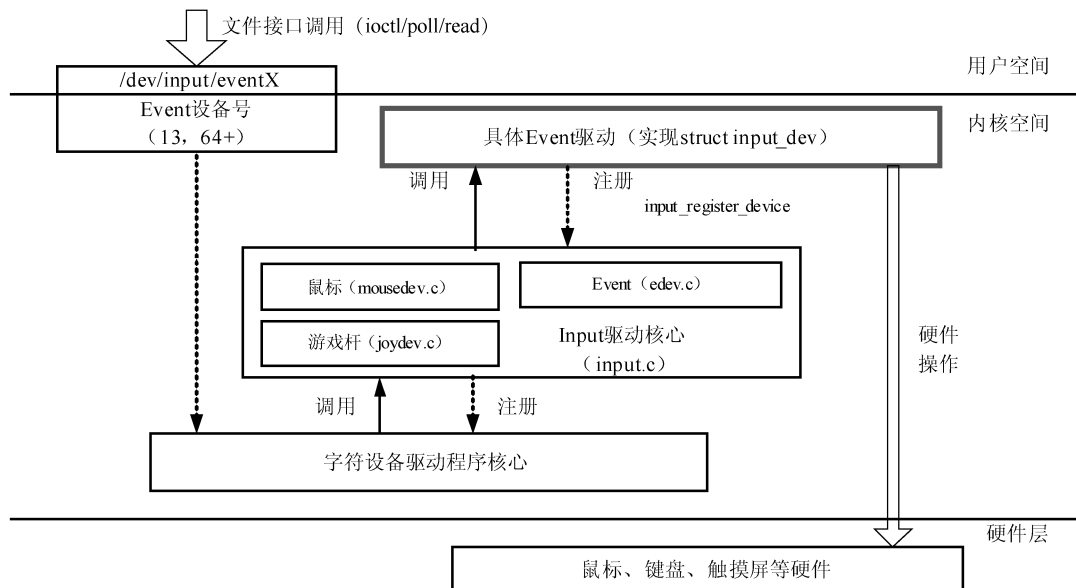 文件接口调用（ioctl/poll/read）
用户空间
/dev/input/eventX
Event设备号
（13，64+）
内核空间
具体Event驱动（实现struct input_dev）
调用
注册
input_register_device
鼠标（mousedev.c）
Event（edev.c）
游戏杆（joydev.c）
Input驱动核心
（input.c）
硬件
操作
调用
注册
字符设备驱动程序核心
硬件层
鼠标、键盘、触摸屏等硬件